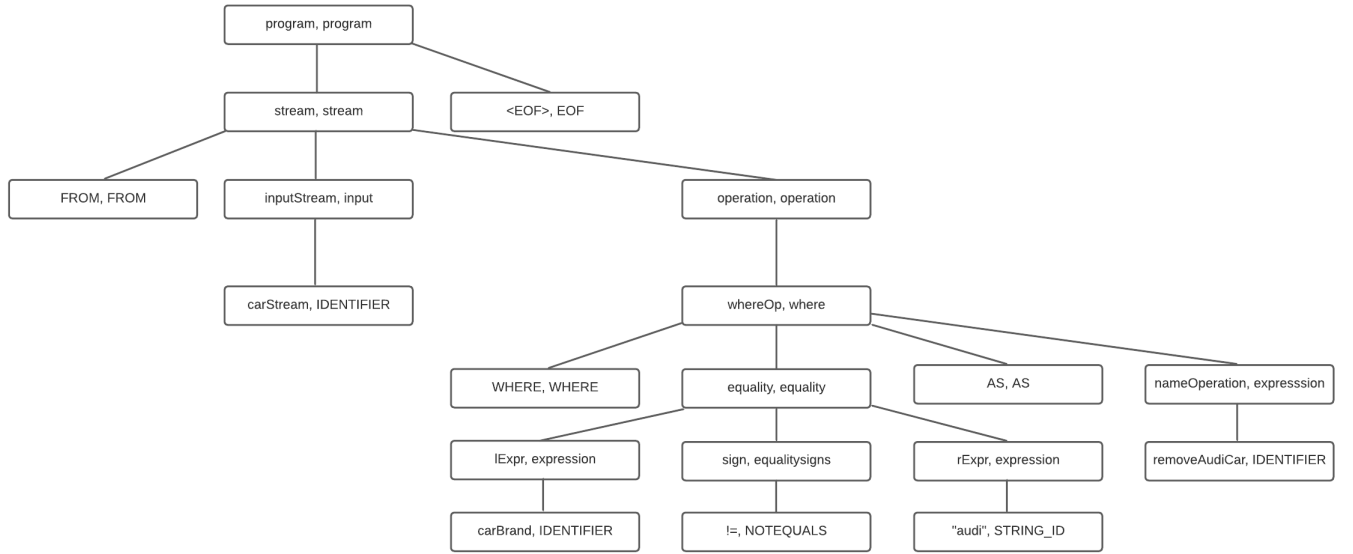 program, program
stream, stream
<EOF>, EOF
FROM, FROM
inputStream, input
operation, operation
carStream, IDENTIFIER
whereOp, where
WHERE, WHERE
equality, equality
AS, AS
nameOperation, expresssion
lExpr, expression
sign, equalitysigns
rExpr, expression
removeAudiCar, IDENTIFIER
carBrand, IDENTIFIER
!=, NOTEQUALS
"audi", STRING_ID